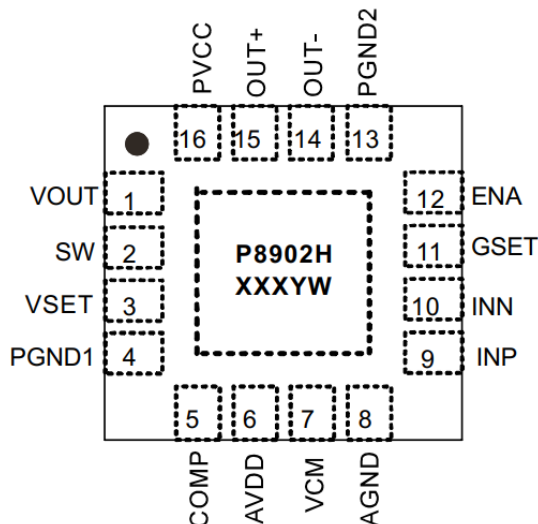 PVCC OUT+ OUT- PGND2
16 15 14 13
VOUT 1 12 ENA
SW 2 11 GSET
P8902H
XXXYW
VSET 3 10 INN
PGND1 4 9 INP
5 6 7 8
COMP AVDD VCM AGND